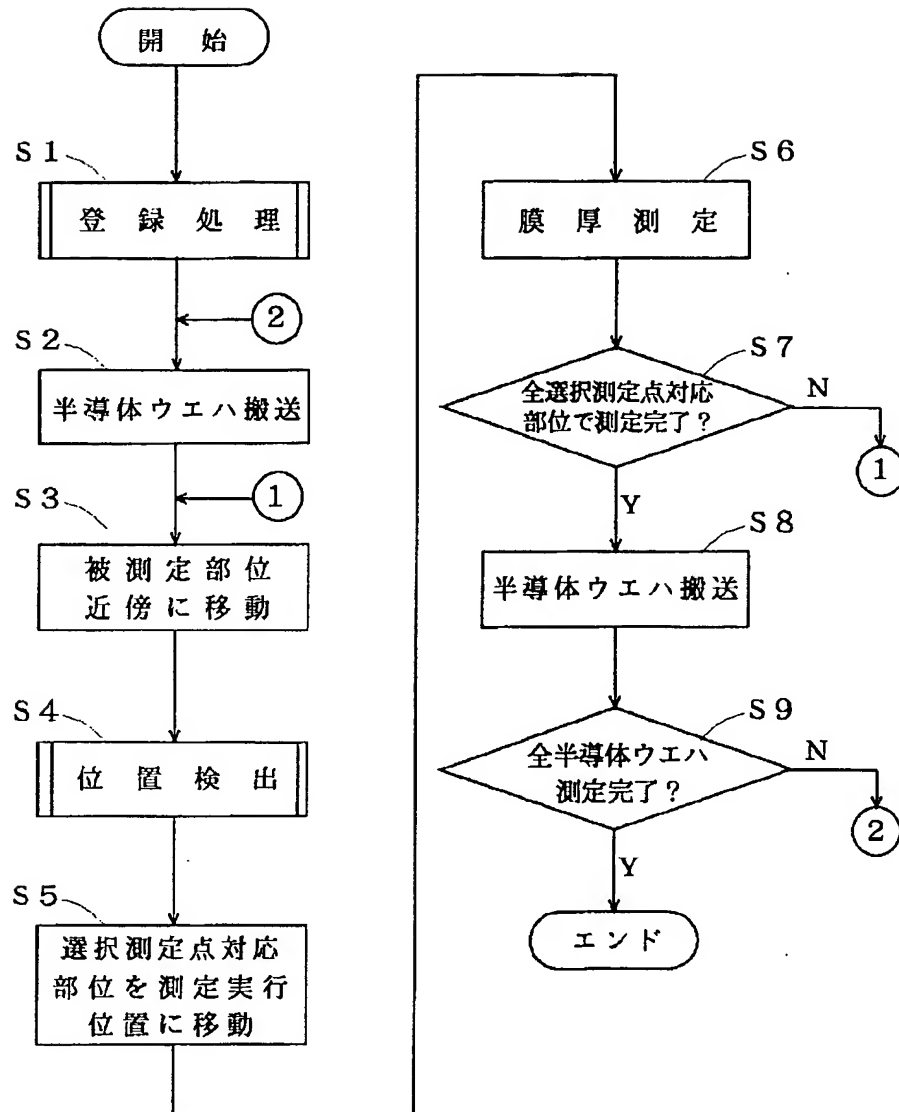 開始
S1
登録処理
②
S2
半導体ウエハ搬送
①
S3
被測定部位
近傍に移動
S4
位置検出
S5
選択測定点対応
部位を測定実行
位置に移動
S6
膜厚測定
S7
全選択測定点対応
部位で測定完了?
N
①
Y
S8
半導体ウエハ搬送
S9
全半導体ウエハ
測定完了?
N
②
Y
エンド